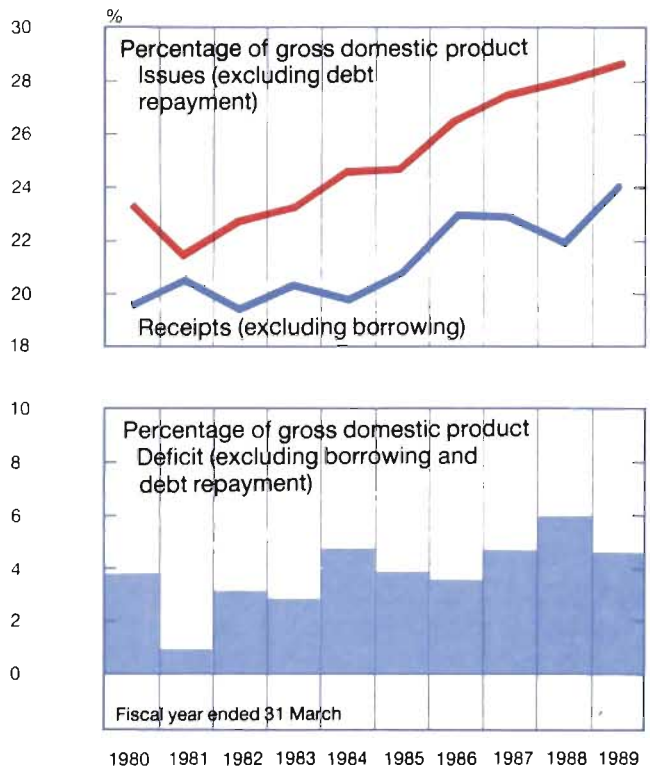 %
30
Percentage of gross domestic product
Issues (excluding debt
repayment)
28
26
24
22
20
Receipts (excluding borrowing)
18
10
Percentage of gross domestic product
Deficit (excluding borrowing and
debt repayment)
8
6
4
2
0
Fiscal year ended 31 March
1980 1981 1982 1983 1984 1985 1986 1987 1988 1989